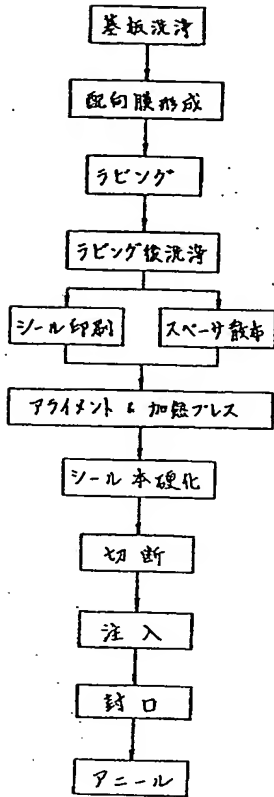 基板洗浄
配向膜形成
ラビング
ラビング後洗浄
シール印刷
スペーサ散布
アライメント & 加熱プレス
シール本硬化
切断
注入
封口
アニール